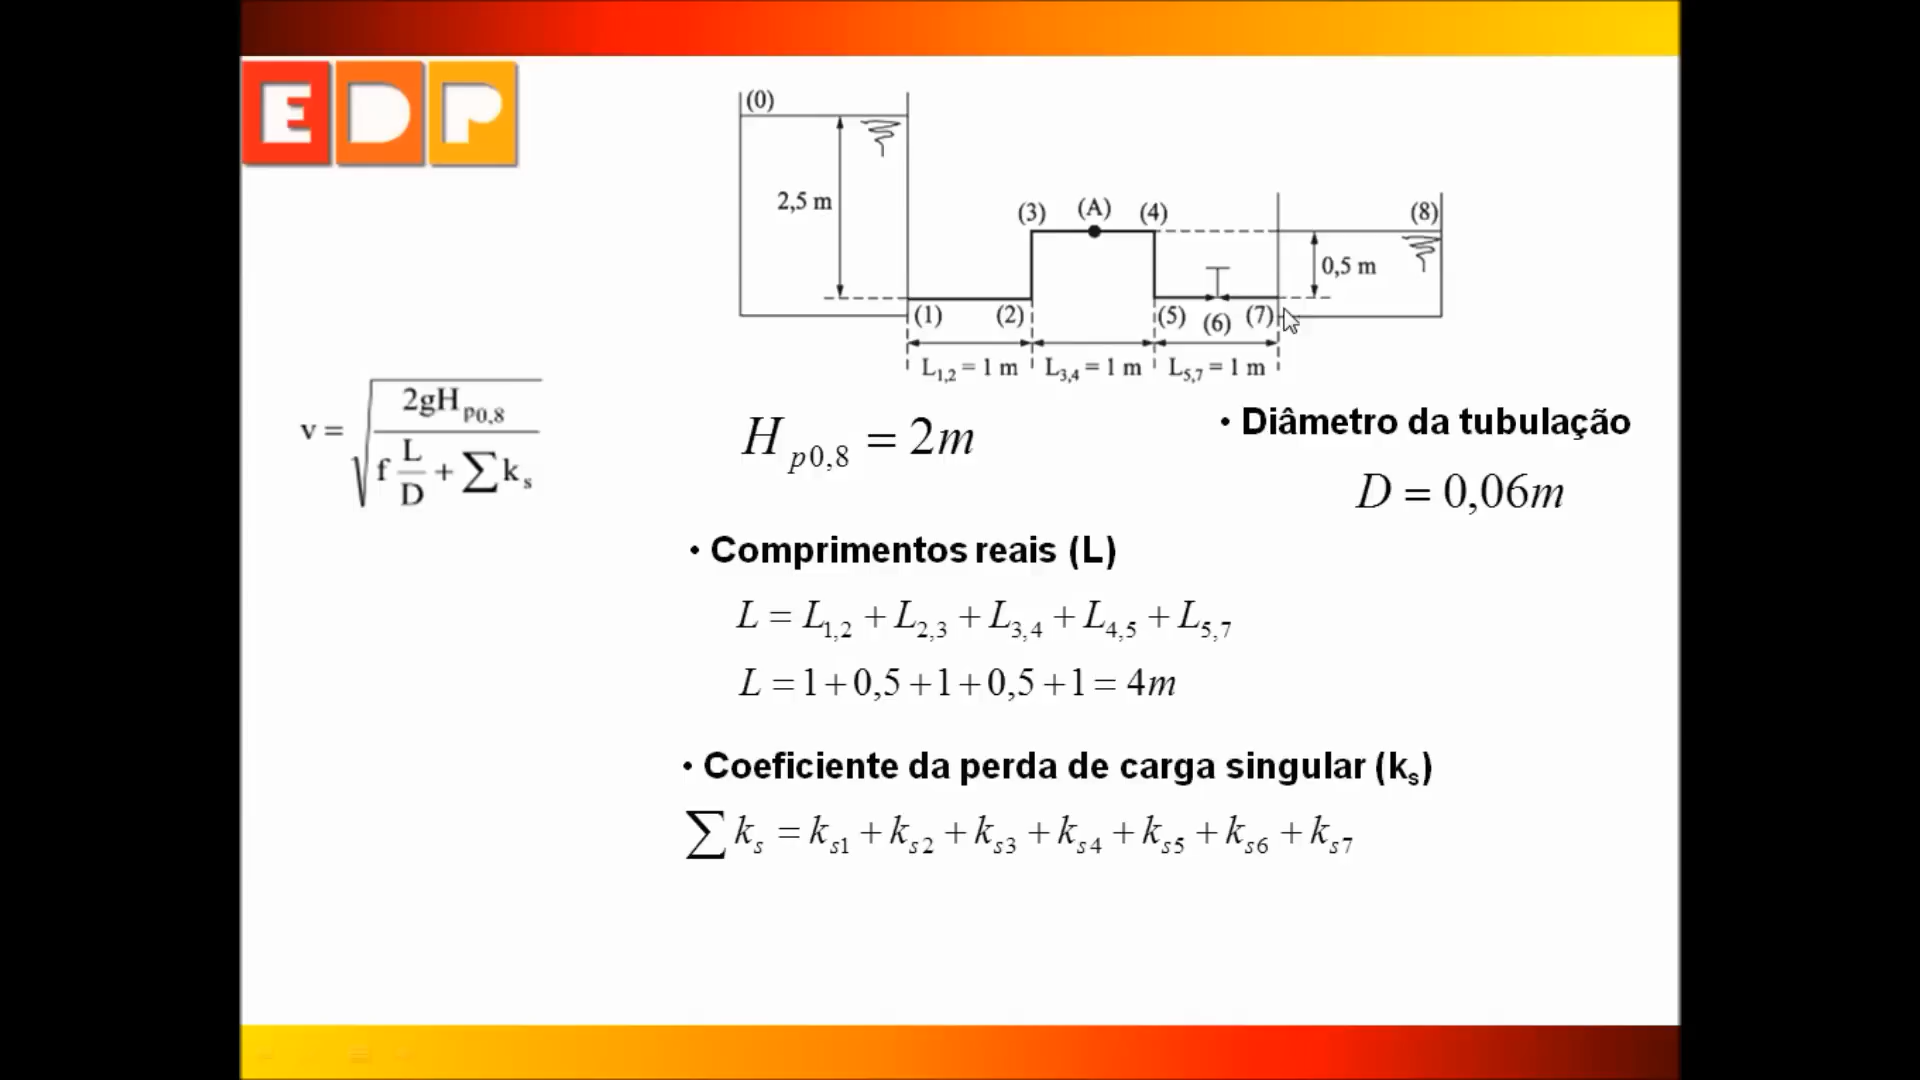 EDP
(0)
2,5 m
(3) (A) (4) (8)
0,5 m
(1) (2) (5) (6) (7)
L1,2 = 1 m L3,4 = 1 m L5,7 = 1 m
v = √(2gHp0,8 / (f L/D + ∑ks))
Hp0,8 = 2m
• Diâmetro da tubulação
D = 0,06m
• Comprimentos reais (L)
L = L1,2 + L2,3 + L3,4 + L4,5 + L5,7
L = 1 + 0,5 + 1 + 0,5 + 1 = 4m
• Coeficiente da perda de carga singular (ks)
∑ ks = ks1 + ks2 + ks3 + ks4 + ks5 + ks6 + ks7